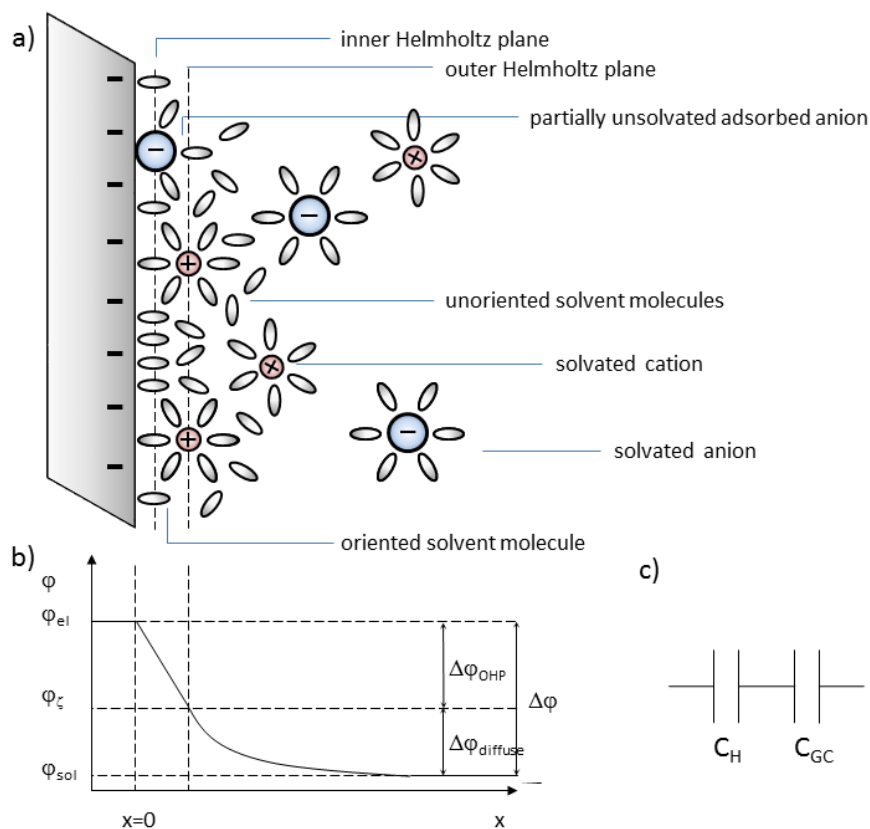 a)
inner Helmholtz plane
outer Helmholtz plane
partially unsolvated adsorbed anion
unoriented solvent molecules
solvated cation
solvated anion
oriented solvent molecule
b)
φ
φel
φζ
φsol
ΔφOHP
Δφdiffuse
Δφ
x=0
x
c)
CH
CGC